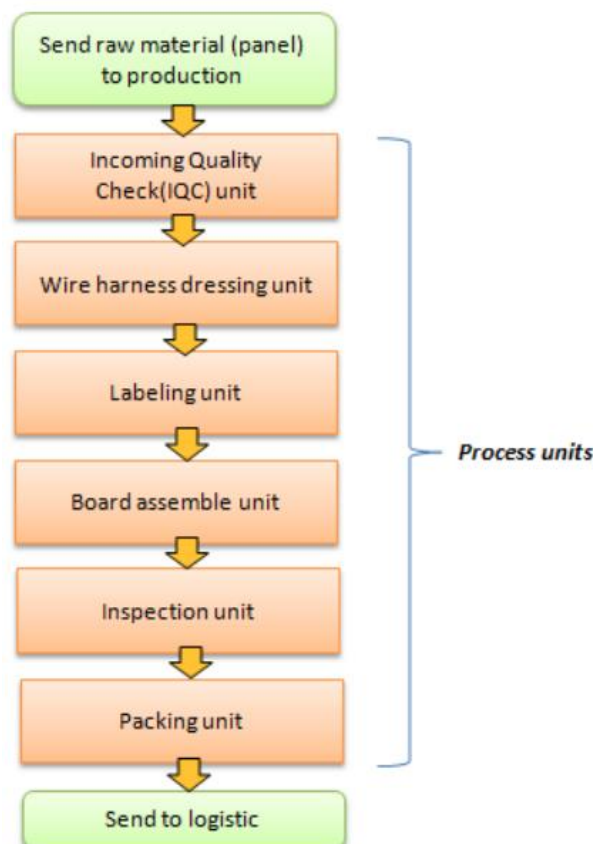 Send raw material (panel)
to production
Incoming Quality
Check(IQC) unit
Wire harness dressing unit
Labeling unit
Board assemble unit
Inspection unit
Packing unit
Send to logistic
Process units